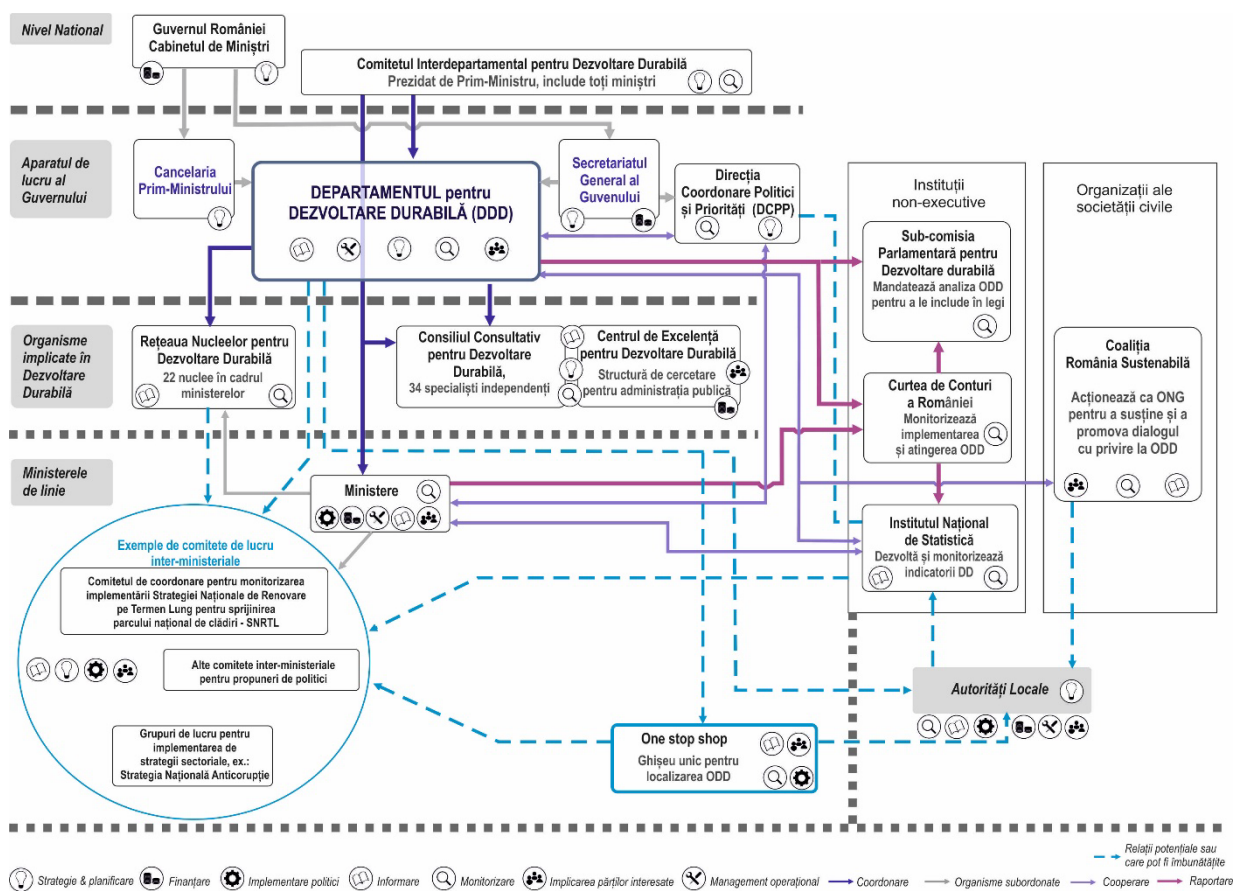 Nivel National
Guvernul României
Cabinetul de Miniștri
Comitetul Interdepartamental pentru Dezvoltare Durabilă
Prezidat de Prim-Ministru, include toți miniștri
Aparatul de
lucru al
Guvernului
Cancelaria
Prim-Ministrului
DEPARTAMENTUL pentru
DEZVOLTARE DURABILĂ (DDD)
Secretariatul
General al
Guvenului
Direcția
Coordonare Politici
și Priorități (DCPP)
Instituții
non-executive
Organizații ale
societății civile
Sub-comisia
Parlamentară pentru
Dezvoltare durabilă
Mandatează analiza ODD
pentru a le include în legi
Organisme
implicate în
Dezvoltare
Durabilă
Rețeaua Nucleelor pentru
Dezvoltare Durabilă
22 nuclee în cadrul
ministerelor
Consiliul Consultativ
pentru Dezvoltare
Durabilă,
34 specialiști independenți
Centrul de Excelență
pentru Dezvoltare Durabilă
Structură de cercetare
pentru administrația publică
Curtea de Conturi
a României
Monitorizează
implementarea
și atingerea ODD
Coaliția
România Sustenabilă
Acționează ca ONG
pentru a susține și a
promova dialogul
cu privire la ODD
Ministerele
de linie
Ministere
Institutul Național
de Statistică
Dezvoltă și monitorizează
indicatorii DD
Exemple de comitete de lucru
inter-ministeriale
Comitetul de coordonare pentru monitorizarea
implementării Strategiei Naționale de Renovare
pe Termen Lung pentru sprijinirea
parcului național de clădiri - SNRTL
Alte comitete inter-ministeriale
pentru propuneri de politici
Grupuri de lucru pentru
implementarea de
strategii sectoriale, ex.:
Strategia Națională Anticorupție
One stop shop
Ghișeu unic pentru
localizarea ODD
Autorități Locale
Relații potențiale sau
care pot fi îmbunătățite
Strategie & planificare
Finanțare
Implementare politici
Informare
Monitorizare
Implicarea părților interesate
Management operațional
Coordonare
Organisme subordonate
Cooperare
Raportare